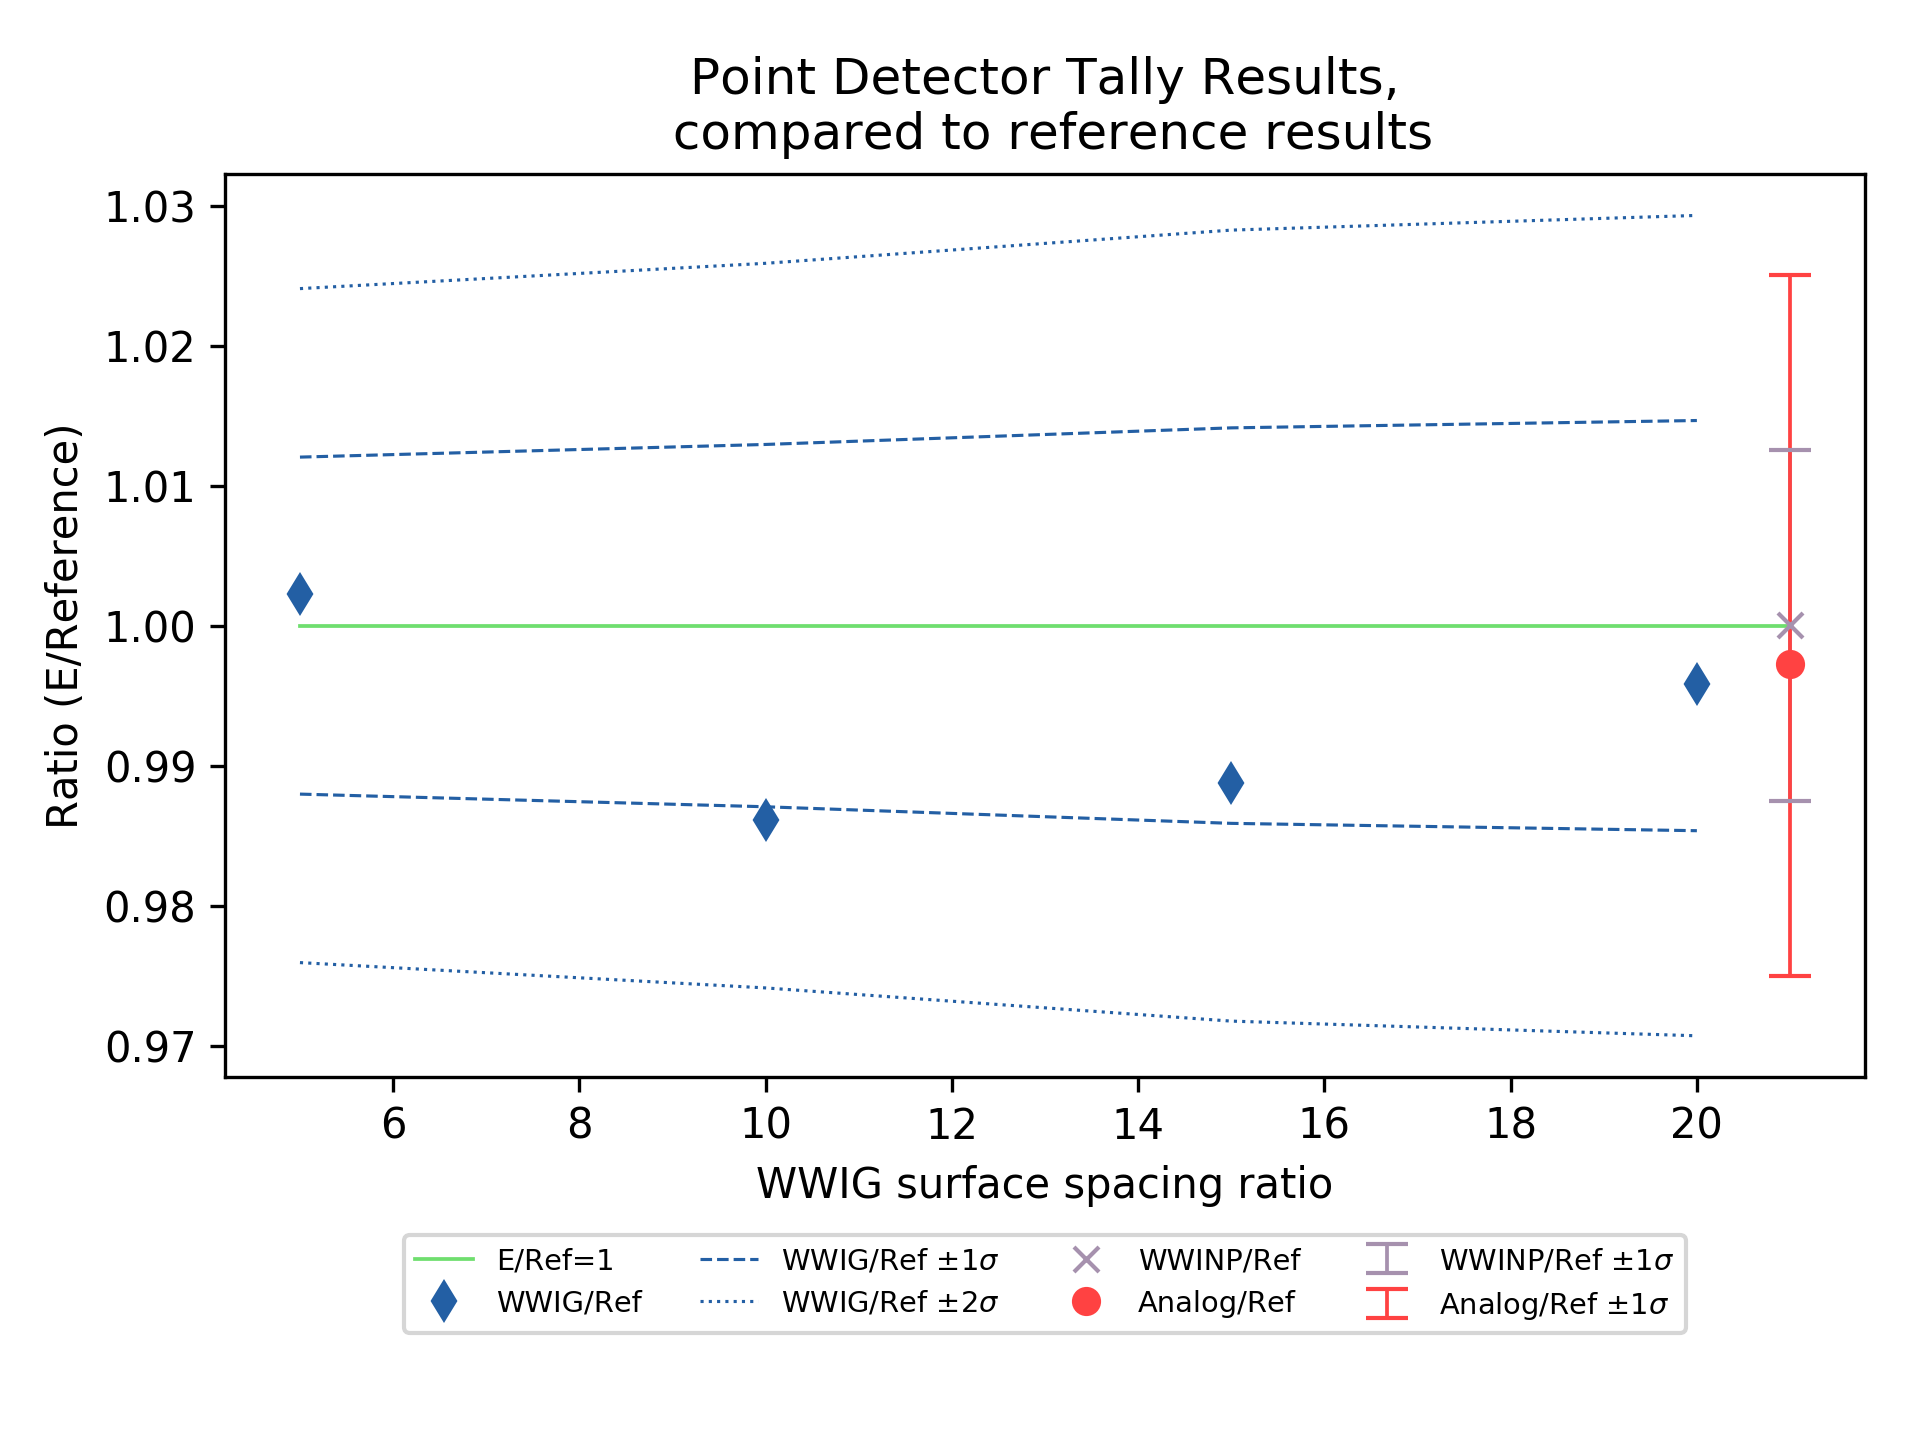 Point Detector Tally Results,
compared to reference results
Ratio (E/Reference)
1.03
1.02
1.01
1.00
0.99
0.98
0.97
6 8 10 12 14 16 18 20
WWIG surface spacing ratio
E/Ref=1 WWIG/Ref ±1σ WWINP/Ref WWINP/Ref ±1σ
WWIG/Ref WWIG/Ref ±2σ Analog/Ref Analog/Ref ±1σ